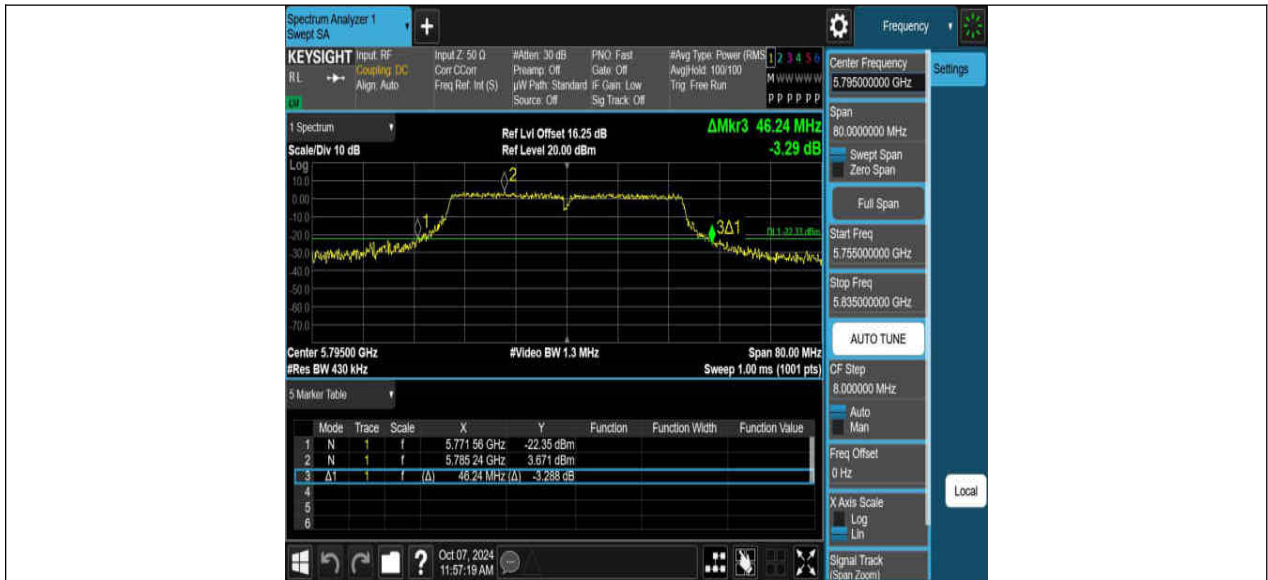 Spectrum Analyzer 1
Swept SA
+
Frequency
KEYSIGHT
RL
Input: RF
Coupling: DC
Align: Auto
Input Z: 50 Ω
Corr CCorr
Freq Ref: Int (S)
#Atten: 30 dB
Preamp: Off
µW Path: Standard
Source: Off
PNO: Fast
Gate: Off
IF Gain: Low
Sig Track: Off
#Avg Type: Power (RMS
Avg|Hold: 100/100
Trig: Free Run
1 2 3 4 5 6
M W W W W W
P P P P P P
1 Spectrum
Scale/Div 10 dB
Ref Lvl Offset 16.25 dB
Ref Level 20.00 dBm
ΔMkr3 46.24 MHz
-3.29 dB
Log
10.0
0.00
-10.0
-20.0
-30.0
-40.0
-50.0
-60.0
-70.0
1
2
3Δ1
DL1 -22.33 dBm
Center 5.79500 GHz
#Video BW 1.3 MHz
Span 80.00 MHz
#Res BW 430 kHz
Sweep 1.00 ms (1001 pts)
5 Marker Table
Mode Trace Scale X Y Function Function Width Function Value
1 N 1 f 5.771 56 GHz -22.35 dBm
2 N 1 f 5.785 24 GHz 3.671 dBm
3 Δ1 1 f (Δ) 46.24 MHz (Δ) -3.288 dB
4
5
6
Oct 07, 2024
11:57:19 AM
Center Frequency
5.795000000 GHz
Settings
Span
80.0000000 MHz
Swept Span
Zero Span
Full Span
Start Freq
5.755000000 GHz
Stop Freq
5.835000000 GHz
AUTO TUNE
CF Step
8.000000 MHz
Auto
Man
Freq Offset
0 Hz
X Axis Scale
Log
Lin
Local
Signal Track
(Span Zoom)